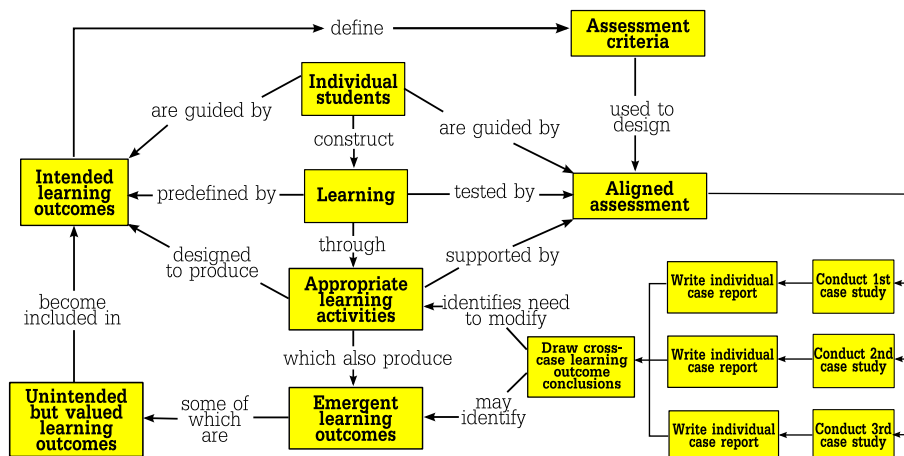 define
Assessment
criteria
Individual
students
are guided by
are guided by
used to
design
construct
Intended
learning
outcomes
predefined by
Learning
tested by
Aligned
assessment
designed
to produce
through
supported by
Appropriate
learning
activities
identifies need
to modify
Write individual
case report
Conduct 1st
case study
become
included in
which also produce
Draw cross-
case learning
outcome
conclusions
Write individual
case report
Conduct 2nd
case study
Unintended
but valued
learning
outcomes
some of
which
are
Emergent
learning
outcomes
may
identify
Write individual
case report
Conduct 3rd
case study